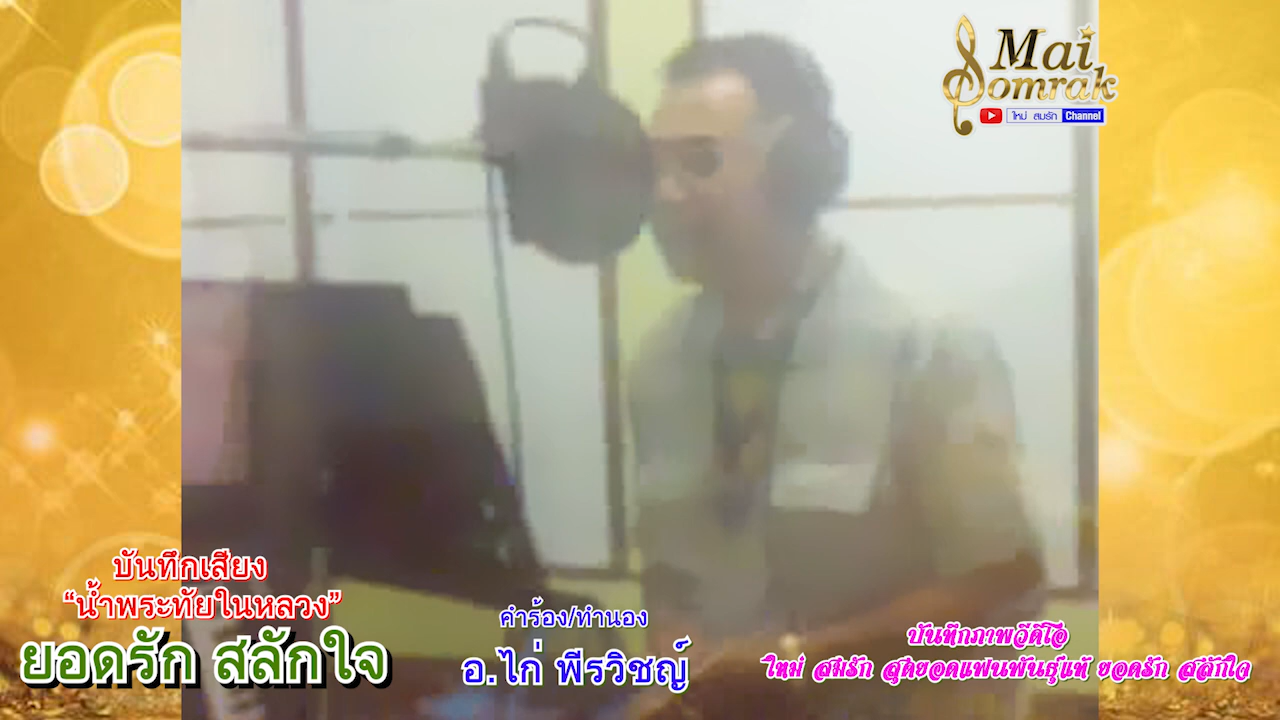 Mai
Somrak
ใหม่ สมรัก Channel
บันทึกเสียง
“น้ำพระทัยในหลวง”
ยอดรัก สลักใจ
คำร้อง/ทำนอง
อ.ไก่ พีรวิชญ์
บันทึกภาพวีดีโอ
ใหม่ สมรัก สุดยอดแฟนพันธุ์แท้ ยอดรัก สลักใจ